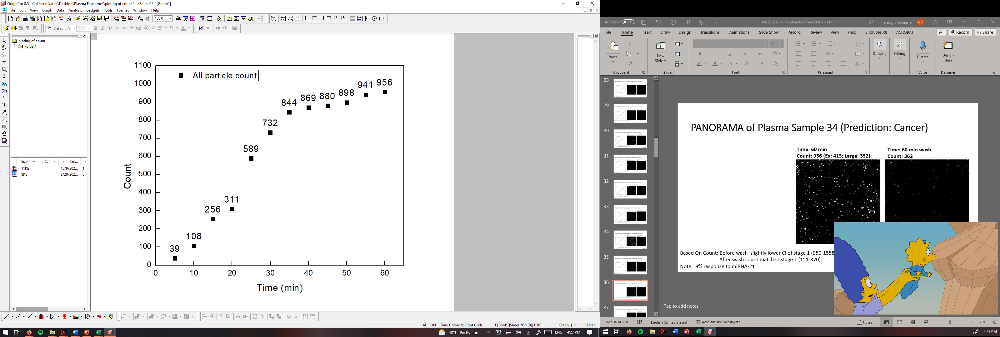 OriginPro 8.5 - C:\Users\Nareg\Desktop\Plasma Exosomes\ploting of count * - /Folder1/ - [Graph1]
File Edit View Graph Data Analysis Gadgets Tools Format Window Help
100%
Default: A 0 B I U
ploting of count
Folder1
Size C. Cre...
11KB 10/9/202... 1
8KB 2/28/202... 0
1
1100
1000
900
800
700
600
500
400
300
200
100
0
Count
All particle count
39
108
256
311
589
732
844
869
880
898
941
956
0 10 20 30 40 50 60
Time (min)
AU : ON Dark Colors & Light Grids 1:[Book1]Sheet1!Col(B)[1:30] 1:[Graph1]1!1 Radian
90°F Partly sun... ENG 4:27 PM
AutoSave Off 04-20-2022 lung blind tes • Saved to this PC nareg ohannesian NO
File Home Insert Draw Design Transitions Animations Slide Show Record Review View Help EndNote X8 ACROBAT Record Share
Paste
New Slide
18
B I U S ab AV
Aa A A
Drawing
Editing
Dictate
Design Ideas
Clipboard Slides Font Paragraph Voice Designer
28
29
30
31
32
33
34
35
36
37
PANORAMA of Plasma Sample 34 (Prediction: Cancer)
Time: 60 min
Count: 956 (Ex: 413; Large: 352)
Time: 60 min wash
Count: 362
Based On Count: Before wash slightly lower CI of stage 1 (950-1558
After wash count match CI stage 1 (151-370)
Note: 8% response to miRNA-21
Tap to add notes
Slide 36 of 110 English (United States) Accessibility: Investigate Notes 75%
4:27 PM